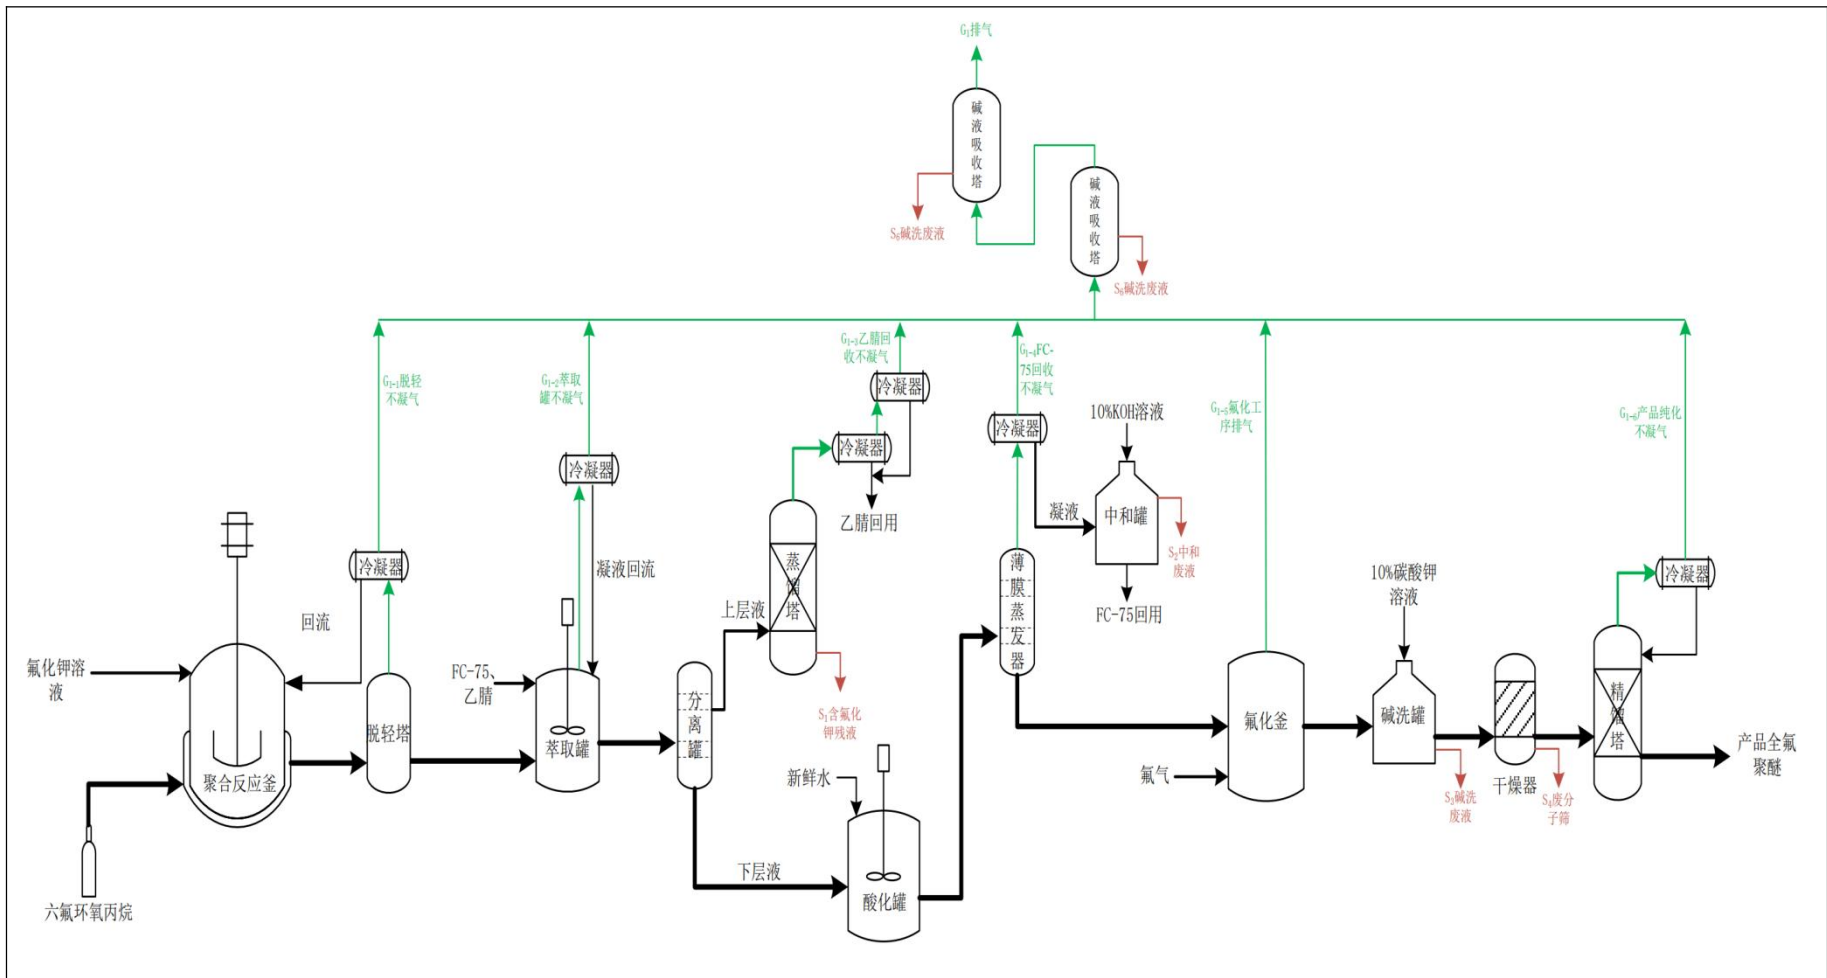 G₁排气
碱
液
吸
收
塔
S₆碱洗废液
碱
液
吸
收
塔
S₆碱洗废液
G₁₋₁脱轻
不凝气
G₁₋₂萃取
罐不凝气
G₁₋₃乙腈回
收不凝气
G₁₋₄FC-
75回收
不凝气
G₁₋₅氟化工
序排气
G₁₋₆产品纯化
不凝气
冷凝器
冷凝器
冷凝器
冷凝器
冷凝器
冷凝器
乙腈回用
10%KOH溶液
中和罐
凝液
S₂中和
废液
FC-75回用
回流
凝液回流
氟化钾溶
液
聚合反应釜
六氟环氧丙烷
脱轻塔
FC-75、
乙腈
萃取罐
分
离
罐
上层液
蒸
馏
塔
S₁含氟化
钾残液
下层液
新鲜水
酸化罐
薄
膜
蒸
发
器
氟气
氟化釜
10%碳酸钾
溶液
碱洗罐
S₃碱洗
废液
干燥器
S₄废分
子筛
精
馏
塔
产品全氟
聚醚